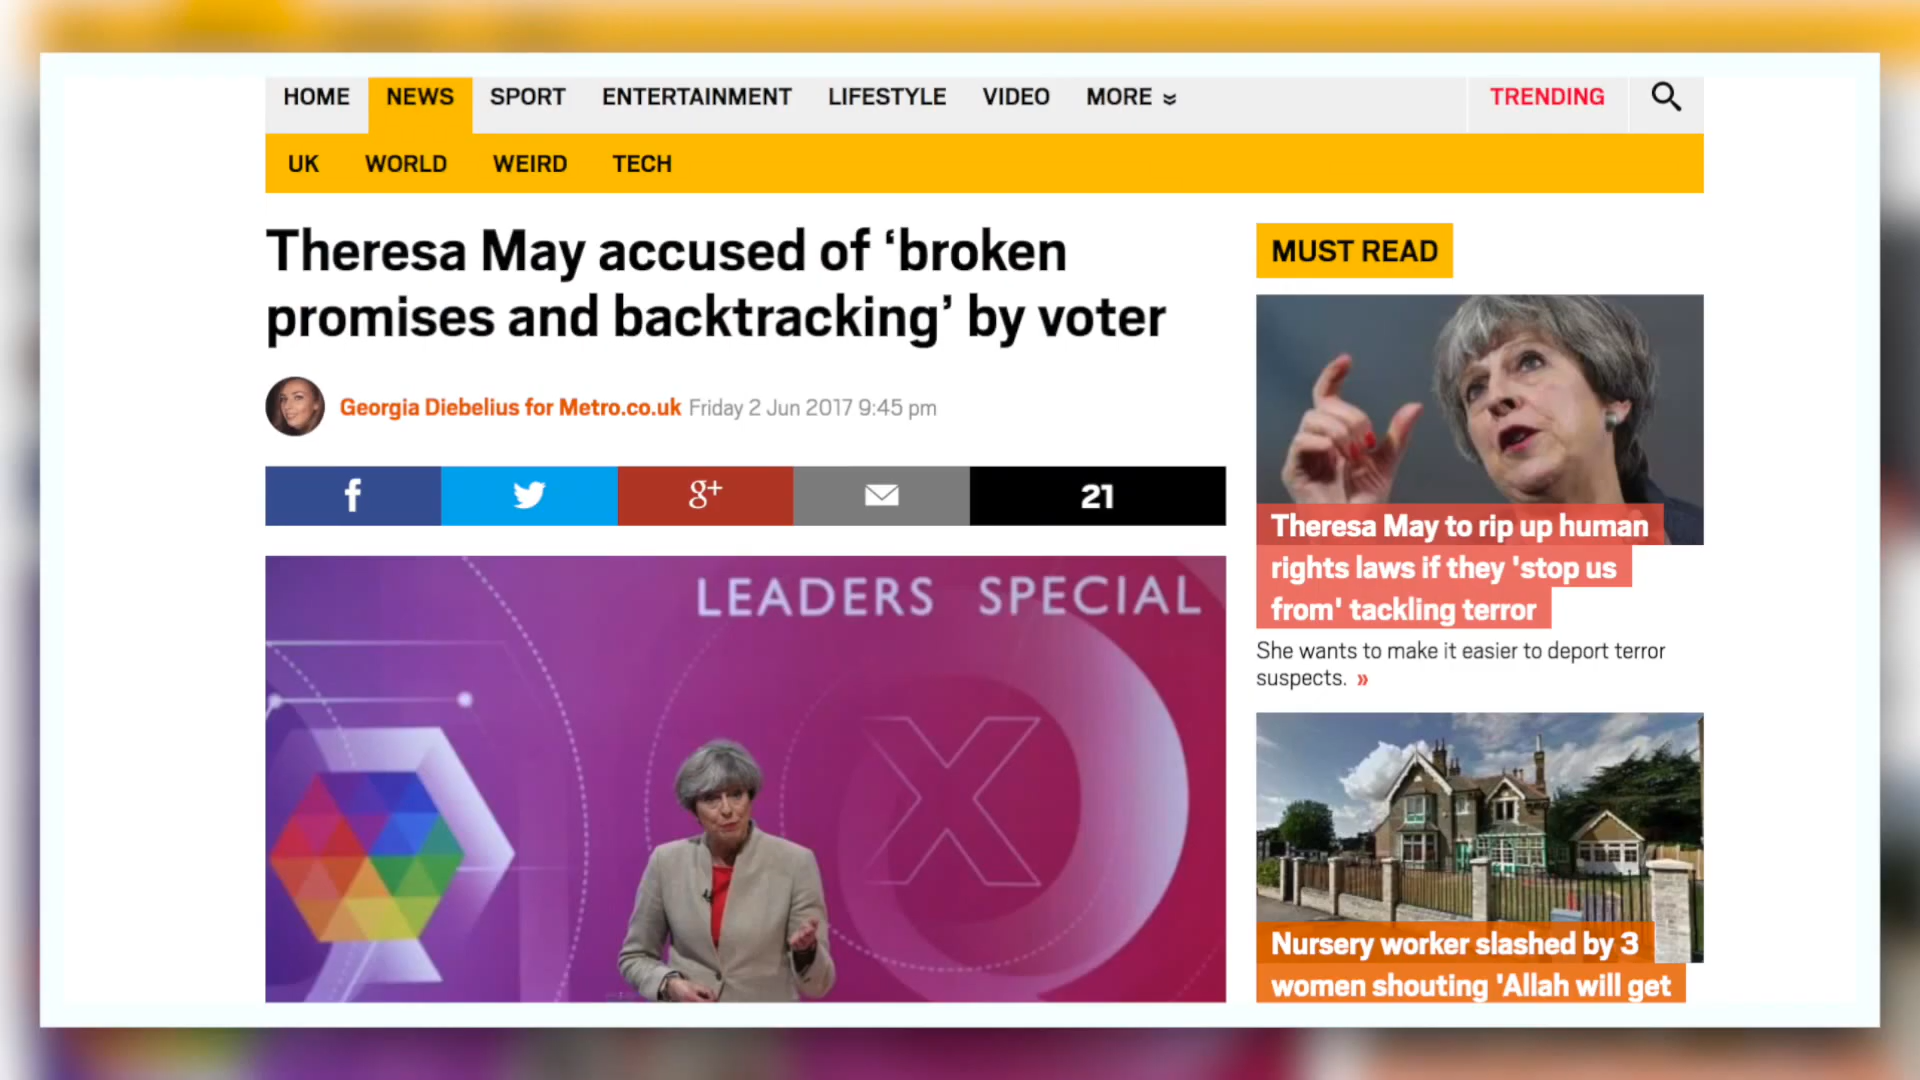 HOME NEWS SPORT ENTERTAINMENT LIFESTYLE VIDEO MORE TRENDING
UK WORLD WEIRD TECH
Theresa May accused of ‘broken
promises and backtracking’ by voter
Georgia Diebelius for Metro.co.uk Friday 2 Jun 2017 9:45 pm
f g+ 21
LEADERS SPECIAL
X
MUST READ
Theresa May to rip up human
rights laws if they 'stop us
from' tackling terror
She wants to make it easier to deport terror
suspects. »
Nursery worker slashed by 3
women shouting 'Allah will get